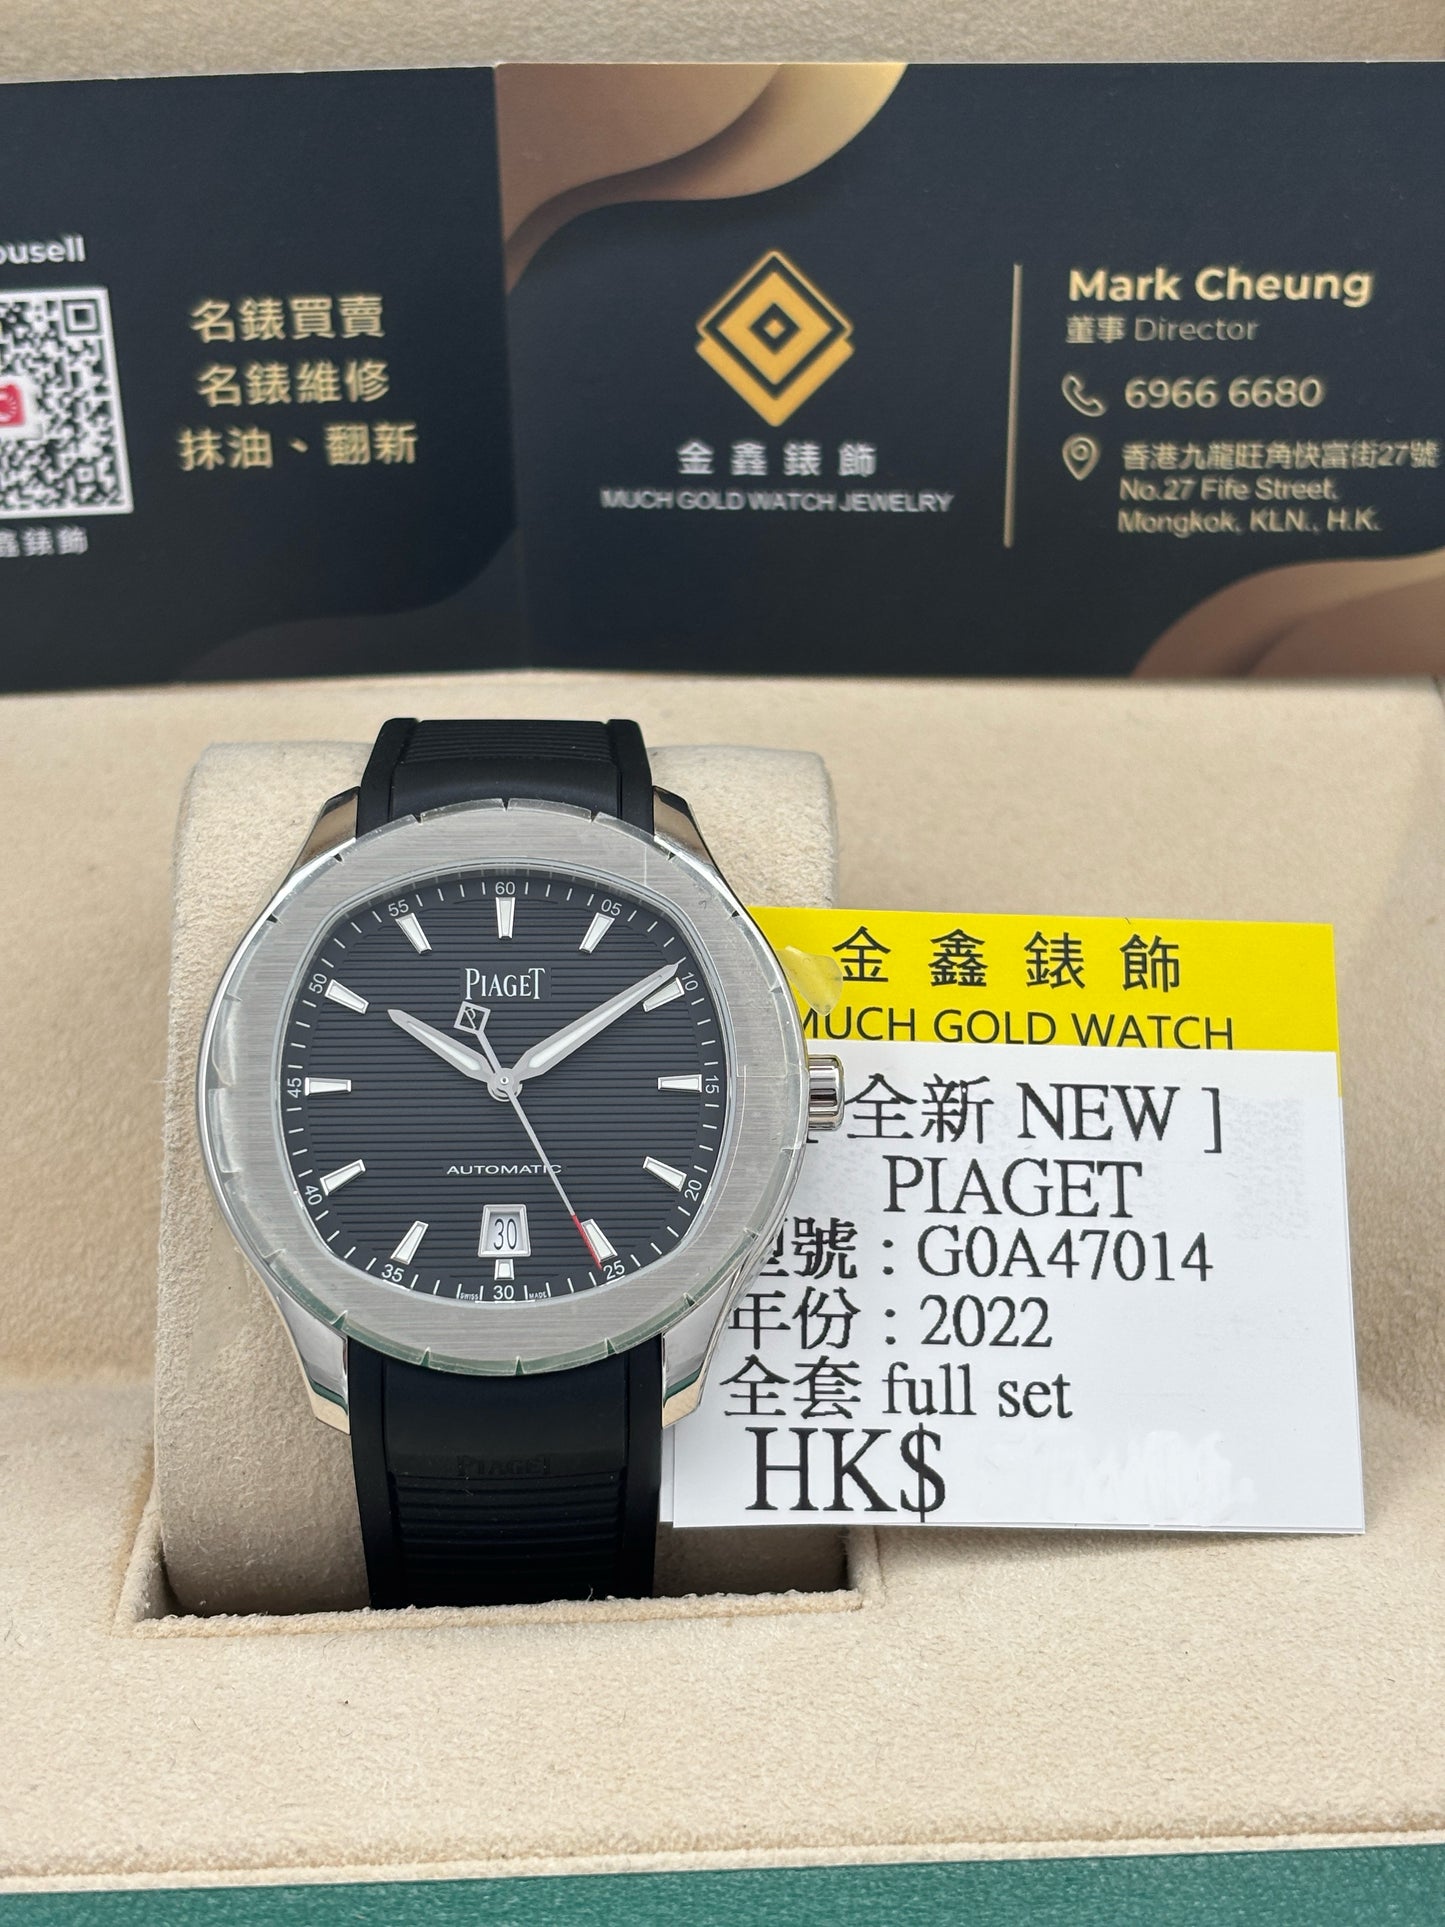 名錶買賣
名錶維修
抹油、翻新
金鑫錶飾
MUCH GOLD WATCH JEWELRY
Mark Cheung
董事 Director
6966 6680
香港九龍旺角快富街27號
No.27 Fife Street.
Mongkok, KLN., H.K.
鑫錶飾
60
05
10
15
20
25
30
35
40
45
50
55
PIAGET
AUTOMATIC
30
SWISS MADE
PIAGET
金鑫錶飾
MUCH GOLD WATCH
[ 全新 NEW ]
PIAGET
型號 : G0A47014
年份 : 2022
全套 full set
HK$